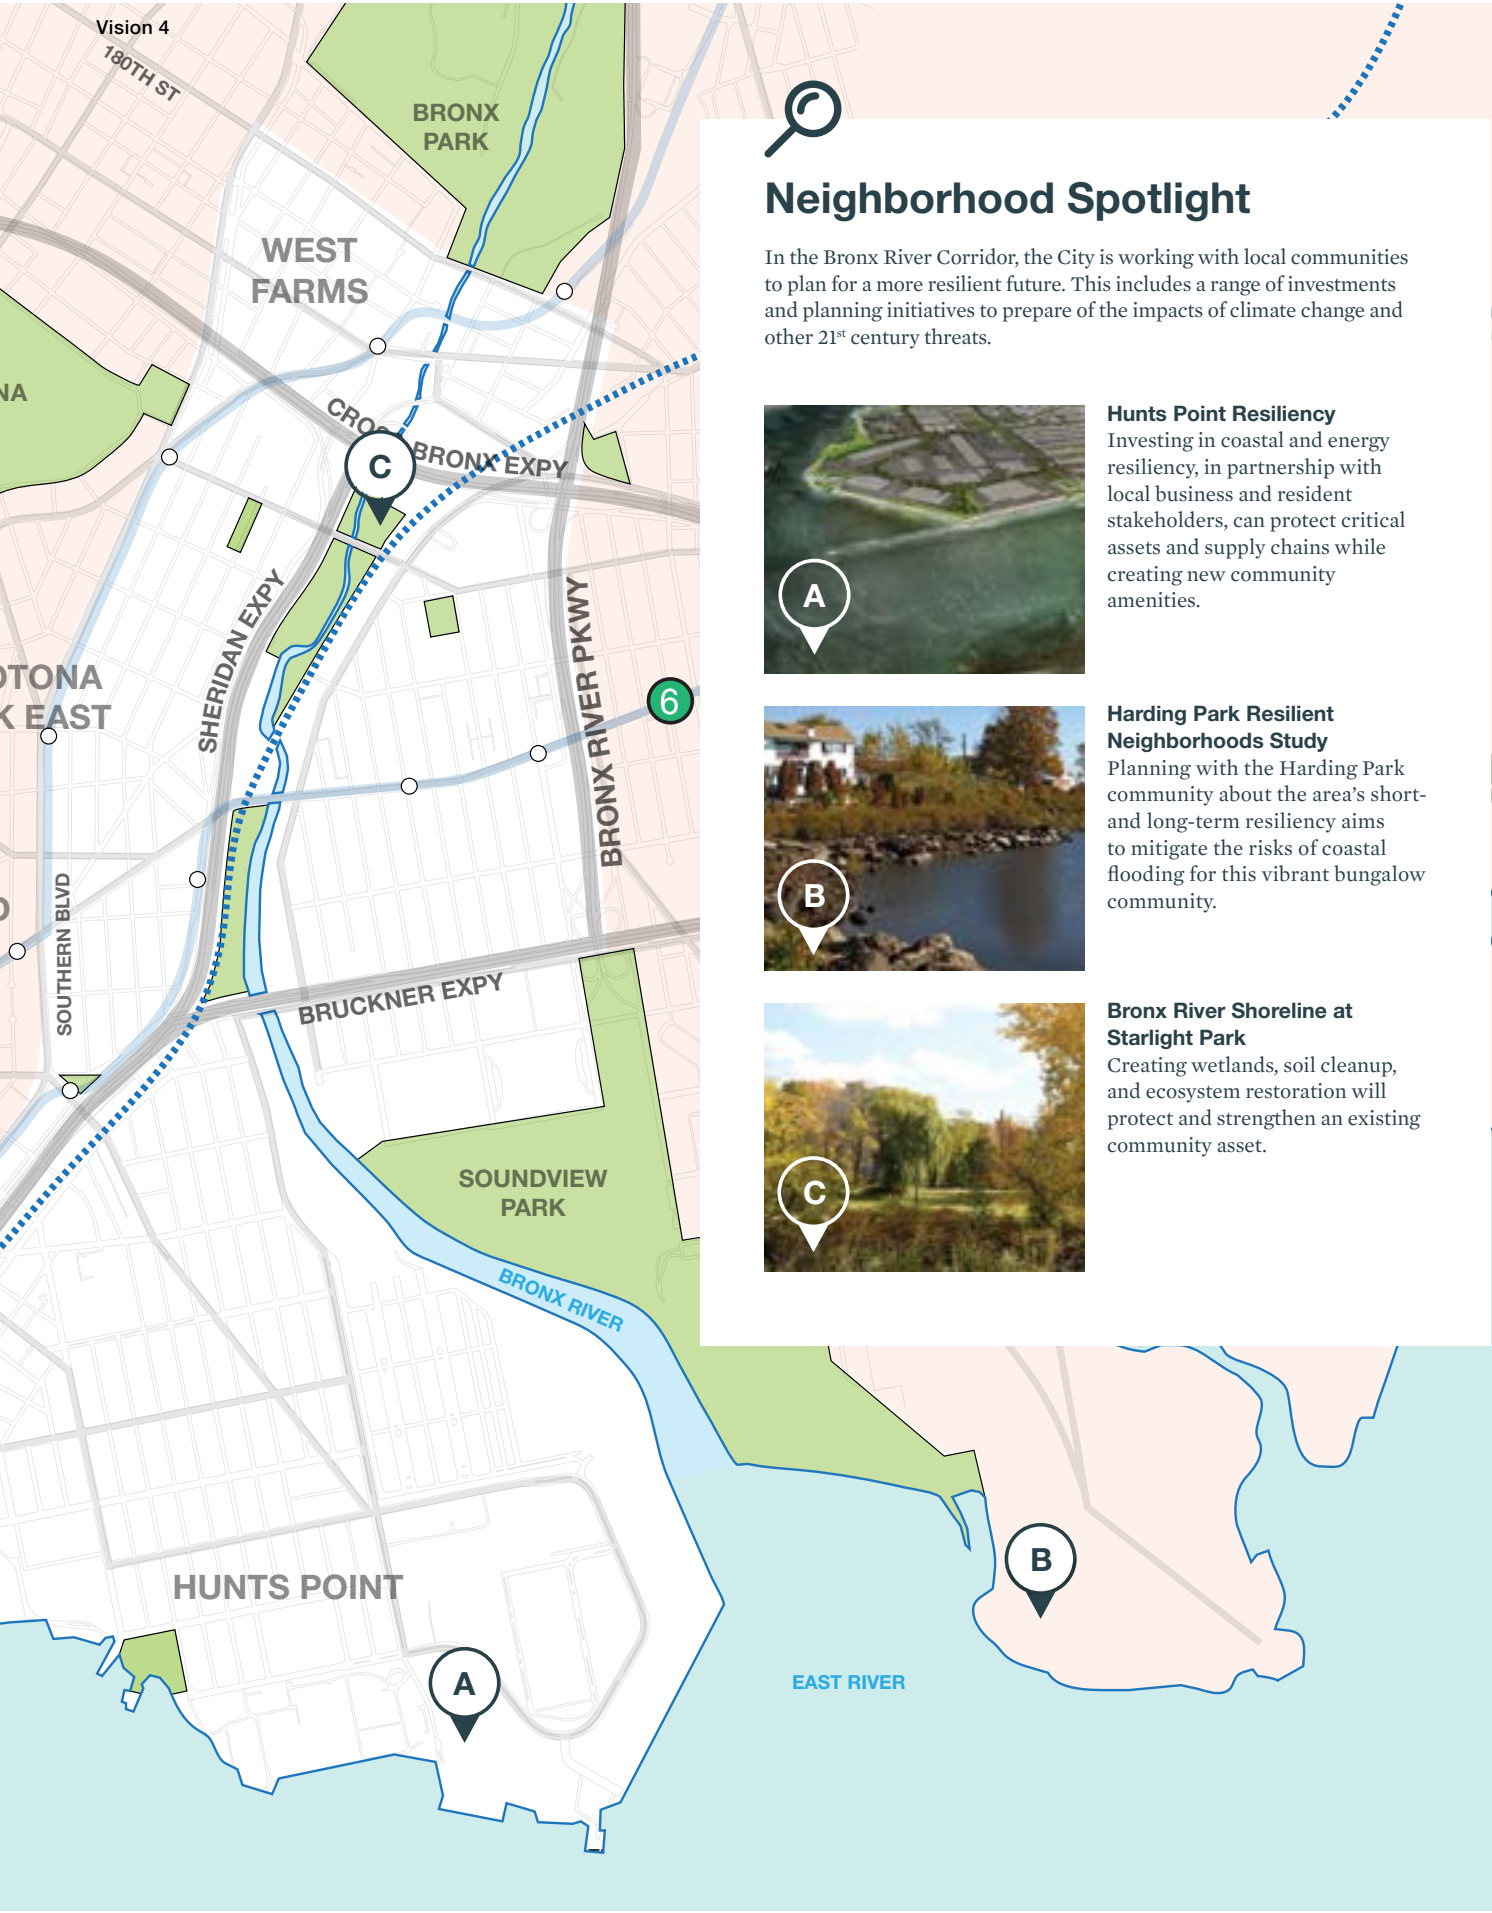 Vision 4
180TH ST
BRONX
PARK
WEST
FARMS
NA
CROSS BRONX EXPY
C
SHERIDAN EXPY
BRONX RIVER PKWY
6
OTONA
K EAST
SOUTHERN BLVD
BRUCKNER EXPY
SOUNDVIEW
PARK
BRONX RIVER
HUNTS POINT
A
B
EAST RIVER
Neighborhood Spotlight
In the Bronx River Corridor, the City is working with local communities
to plan for a more resilient future. This includes a range of investments
and planning initiatives to prepare of the impacts of climate change and
other 21st century threats.
A
Hunts Point Resiliency
Investing in coastal and energy
resiliency, in partnership with
local business and resident
stakeholders, can protect critical
assets and supply chains while
creating new community
amenities.
B
Harding Park Resilient
Neighborhoods Study
Planning with the Harding Park
community about the area’s short-
and long-term resiliency aims
to mitigate the risks of coastal
flooding for this vibrant bungalow
community.
C
Bronx River Shoreline at
Starlight Park
Creating wetlands, soil cleanup,
and ecosystem restoration will
protect and strengthen an existing
community asset.